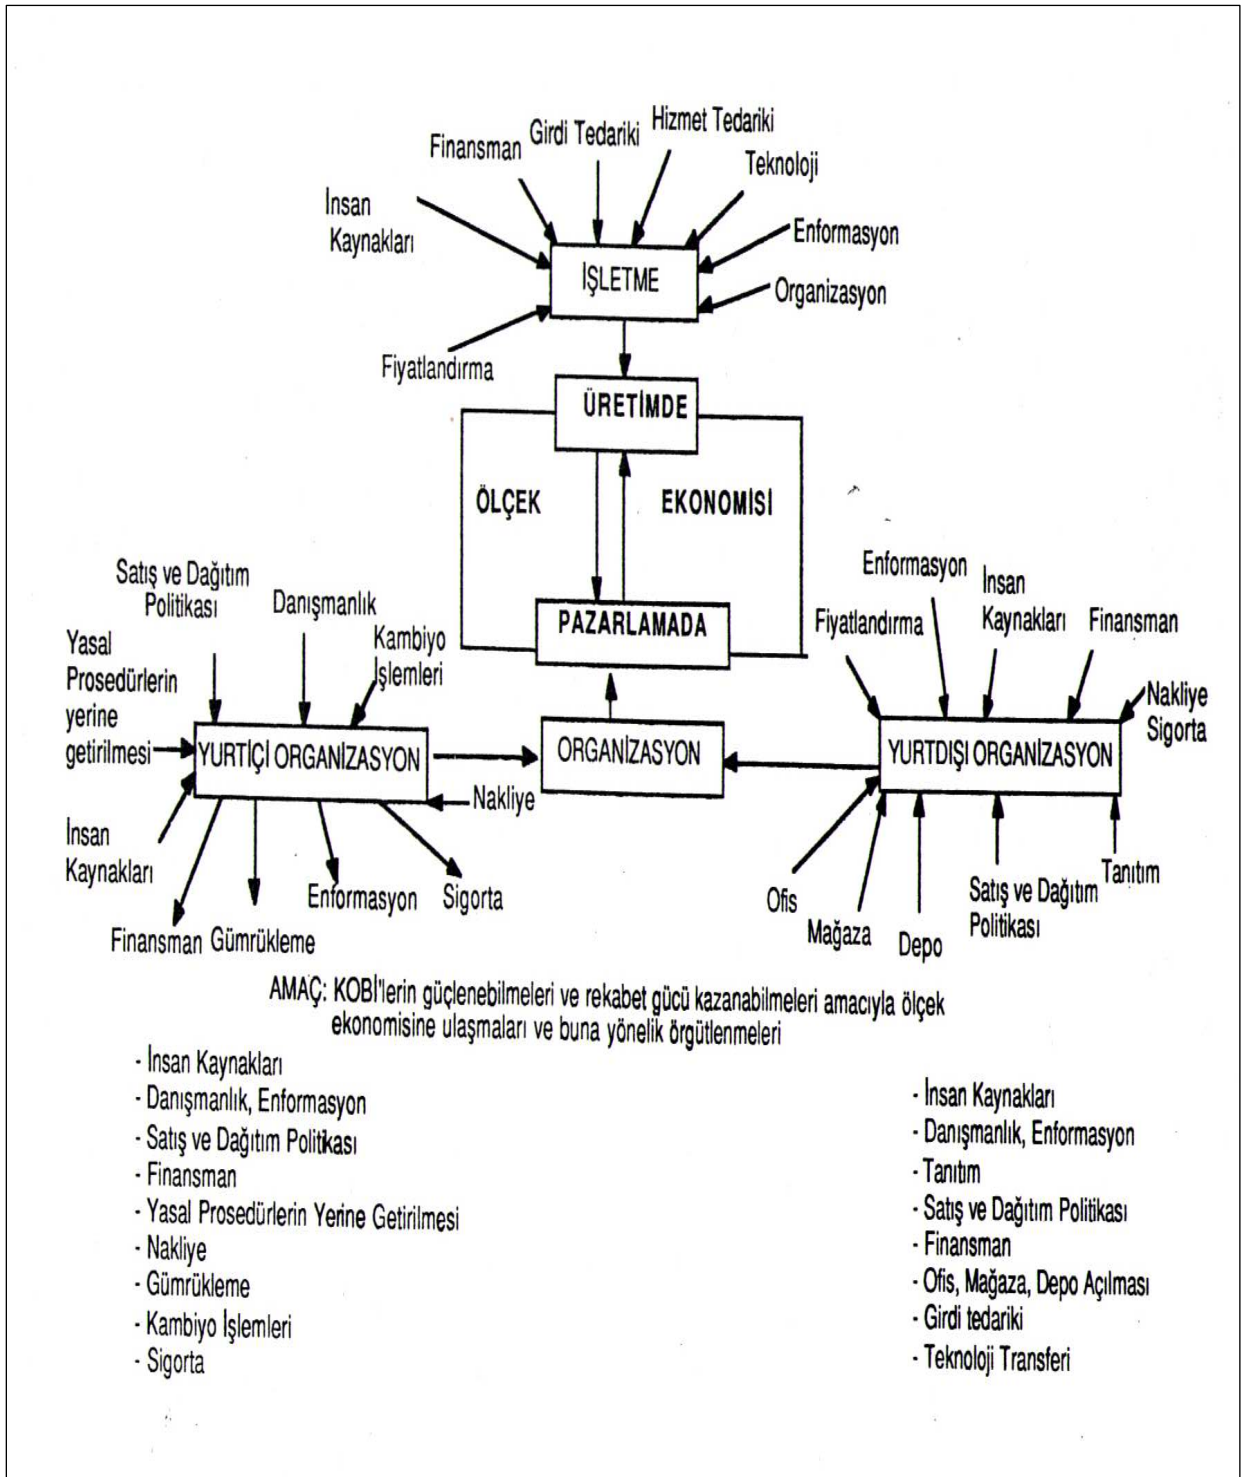 Hizmet Tedariki
Girdi Tedariki
Finansman
Teknoloji
İnsan
Kaynakları
Enformasyon
İŞLETME
Organizasyon
Fiyatlandırma
ÜRETİMDE
ÖLÇEK
EKONOMİSİ
PAZARLAMADA
Satış ve Dağıtım
Politikası
Danışmanlık
Kambiyo
İşlemleri
Yasal
Prosedürlerin
yerine
getirilmesi
YURTİÇİ ORGANİZASYON
Nakliye
İnsan
Kaynakları
Finansman
Gümrükleme
Enformasyon
Sigorta
ORGANİZASYON
Enformasyon
İnsan
Kaynakları
Fiyatlandırma
Finansman
Nakliye
Sigorta
YURTDIŞI ORGANİZASYON
Ofis
Mağaza
Depo
Satış ve Dağıtım
Politikası
Tanıtım
AMAÇ: KOBİ'lerin güçlenebilmeleri ve rekabet gücü kazanabilmeleri amacıyla ölçek
ekonomisine ulaşmaları ve buna yönelik örgütlenmeleri
- İnsan Kaynakları
- Danışmanlık, Enformasyon
- Satış ve Dağıtım Politikası
- Finansman
- Yasal Prosedürlerin Yerine Getirilmesi
- Nakliye
- Gümrükleme
- Kambiyo İşlemleri
- Sigorta
- İnsan Kaynakları
- Danışmanlık, Enformasyon
- Tanıtım
- Satış ve Dağıtım Politikası
- Finansman
- Ofis, Mağaza, Depo Açılması
- Girdi tedariki
- Teknoloji Transferi